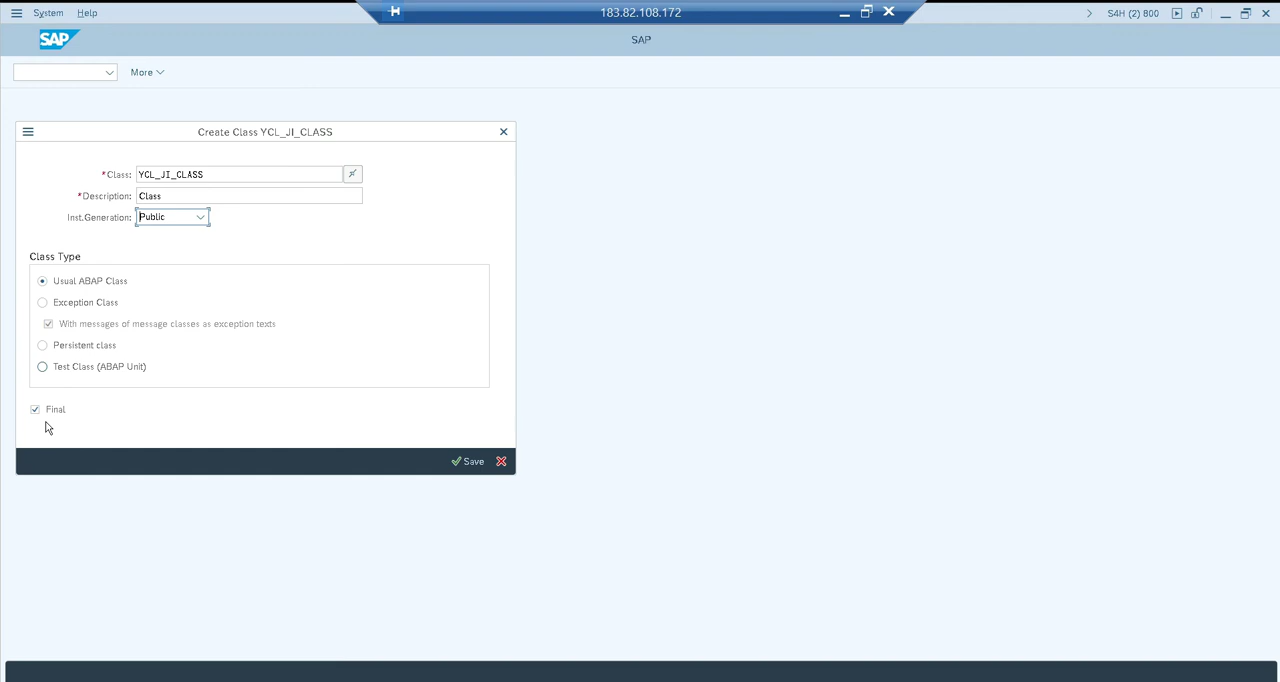 System Help 183.82.108.172 S4H (2) 800
SAP SAP
More
Create Class YCL_JI_CLASS
*Class: YCL_JI_CLASS
*Description: Class
Inst.Generation: Public
Class Type
Usual ABAP Class
Exception Class
With messages of message classes as exception texts
Persistent class
Test Class (ABAP Unit)
Final
Save